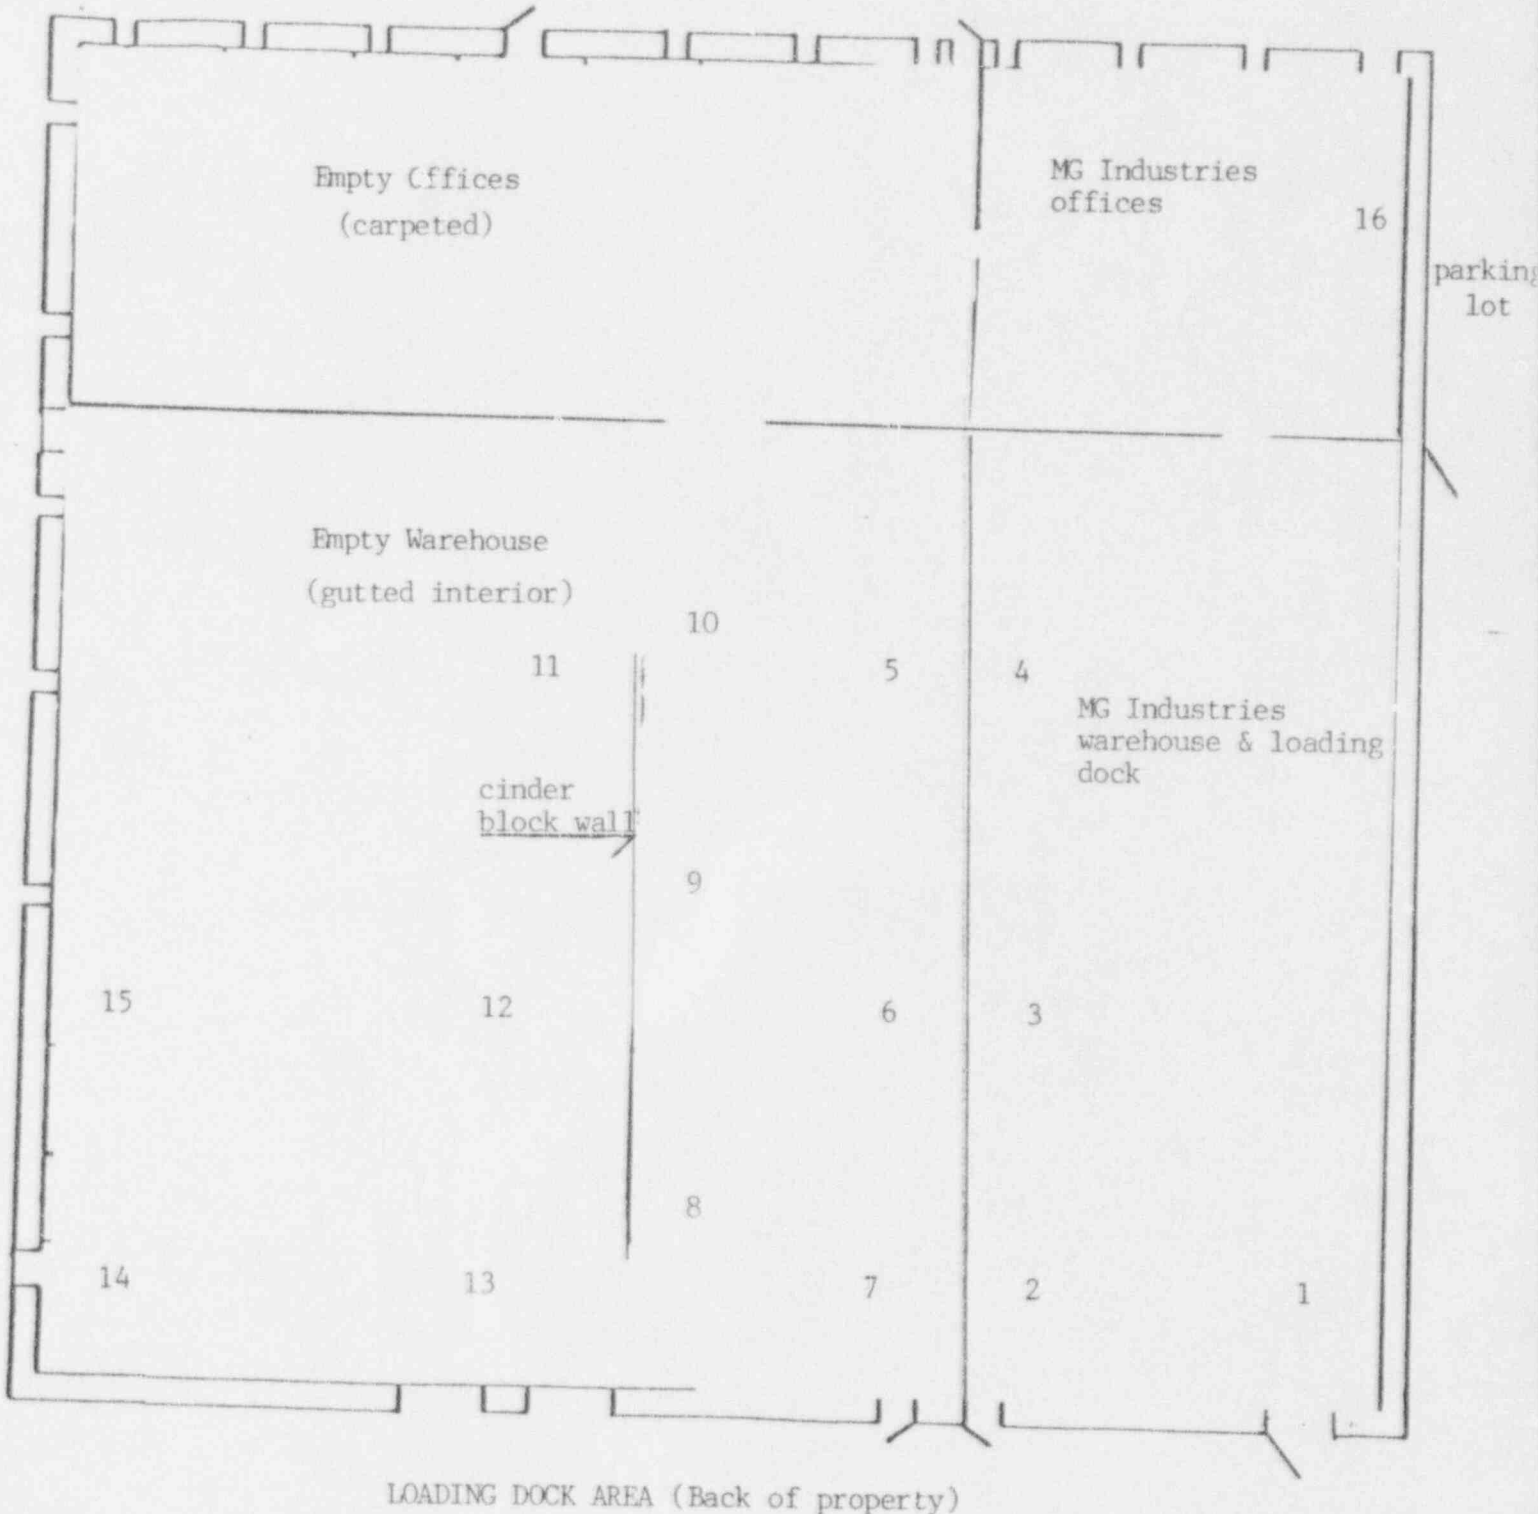 Empty Offices
(carpeted)
MG Industries
offices
16
parking
lot
Empty Warehouse
(gutted interior)
10
11
5
4
MG Industries
warehouse & loading
dock
cinder
block wall
9
15
12
6
3
8
14
13
7
2
1
LOADING DOCK AREA (Back of property)